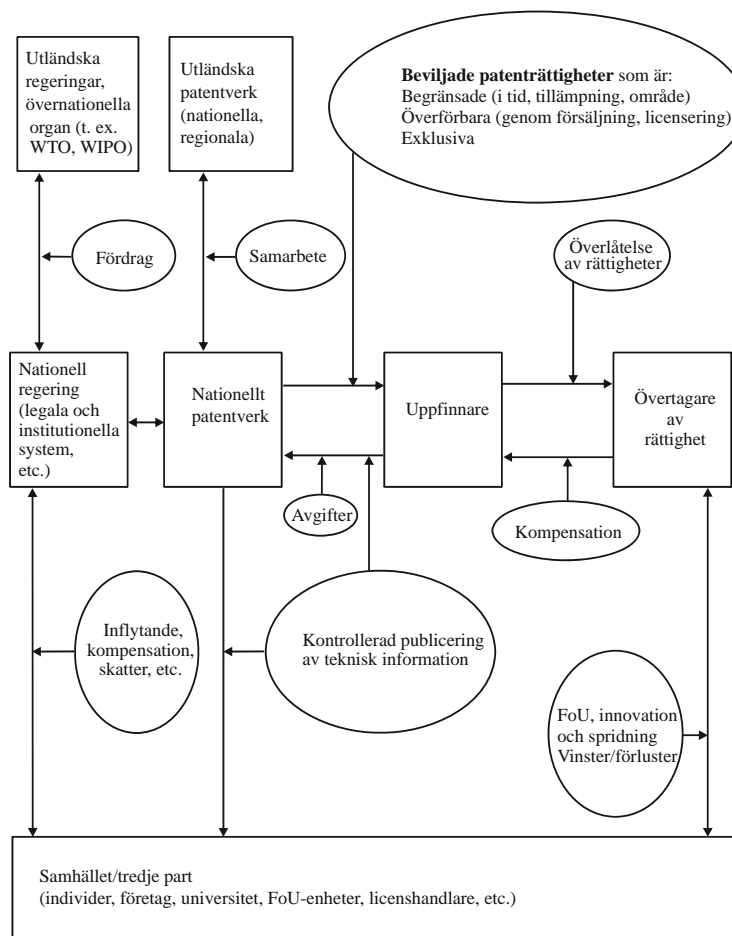 Utländska
regeringar,
övernationella
organ (t. ex.
WTO, WIPO)
Utländska
patentverk
(nationella,
regionala)
Beviljade patenträttigheter som är:
Begränsade (i tid, tillämpning, område)
Överförbara (genom försäljning, licensering)
Exklusiva
Fördrag
Samarbete
Överlåtelse
av rättigheter
Nationell
regering
(legala och
institutionella
system,
etc.)
Nationellt
patentverk
Uppfinnare
Övertagare
av
rättighet
Avgifter
Kompensation
Inflytande,
kompensation,
skatter, etc.
Kontrollerad publicering
av teknisk information
FoU, innovation
och spridning
Vinster/förluster
Samhället/tredje part
(individer, företag, universitet, FoU-enheter, licenshandlare, etc.)